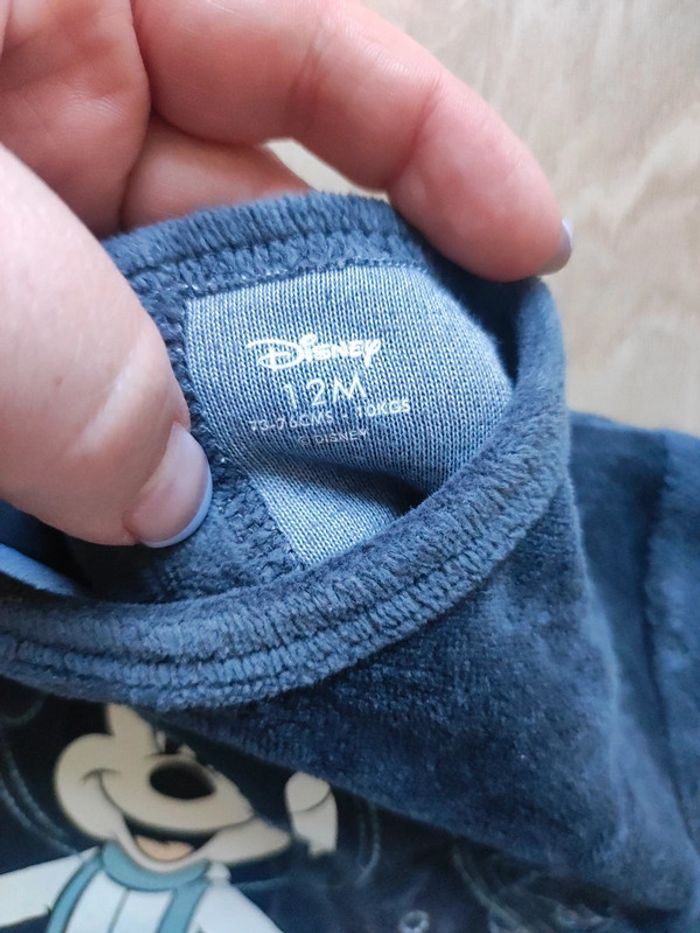 Disney
12M
73-76CMS - 10KGS
© DISNEY